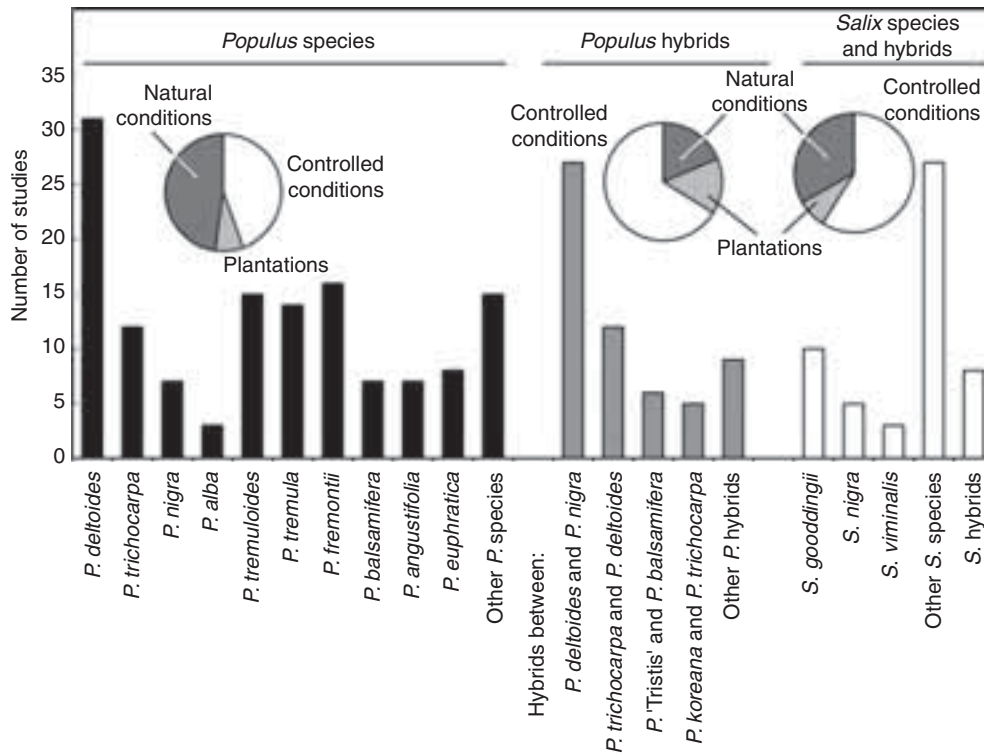 Populus species
Populus hybrids
Salix species
and hybrids
Number of studies
35
30
25
20
15
10
5
0
Natural
conditions
Controlled
conditions
Plantations
Controlled
conditions
Natural
conditions
Plantations
Controlled
conditions
P. deltoides
P. trichocarpa
P. nigra
P. alba
P. tremuloides
P. tremula
P. fremontii
P. balsamifera
P. angustifolia
P. euphratica
Other P. species
Hybrids between:
P. deltoides and P. nigra
P. trichocarpa and P. deltoides
P. 'Tristis' and P. balsamifera
P. koreana and P. trichocarpa
Other P. hybrids
S. gooddingii
S. nigra
S. viminalis
Other S. species
S. hybrids